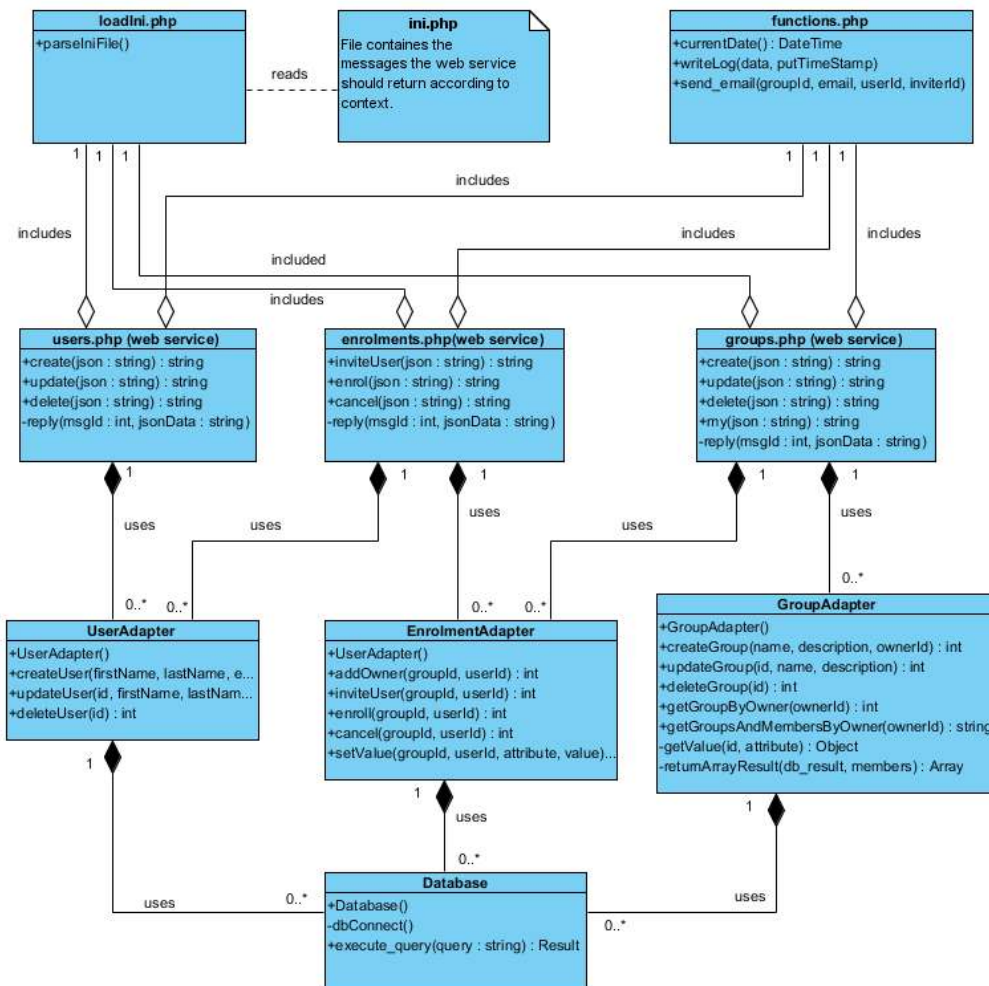 loadIni.php
+parseIniFile()
reads
ini.php
File containes the
messages the web service
should return according to
context.
functions.php
+currentDate() : DateTime
+writeLog(data, putTimeStamp)
+send_email(groupId, email, userId, inviterId)
1
1
1
1
1
1
includes
includes
includes
included
includes
includes
users.php (web service)
+create(json : string) : string
+update(json : string) : string
+delete(json : string) : string
-reply(msgId : int, jsonData : string)
enrolments.php(web service)
+inviteUser(json : string) : string
+enrol(json : string) : string
+cancel(json : string) : string
-reply(msgId : int, jsonData : string)
groups.php (web service)
+create(json : string) : string
+update(json : string) : string
+delete(json : string) : string
+my(json : string) : string
-reply(msgId : int, jsonData : string)
1
1
1
1
1
uses
uses
uses
uses
uses
0..*
0..*
0..*
0..*
0..*
UserAdapter
+UserAdapter()
+createUser(firstName, lastName, e...
+updateUser(id, firstName, lastNam...
+deleteUser(id) : int
EnrolmentAdapter
+UserAdapter()
+addOwner(groupId, userId) : int
+inviteUser(groupId, userId) : int
+enroll(groupId, userId) : int
+cancel(groupId, userId) : int
+setValue(groupId, userId, attribute, value)...
GroupAdapter
+GroupAdapter()
+createGroup(name, description, ownerId) : int
+updateGroup(id, name, description) : int
+deleteGroup(id) : int
+getGroupByOwner(ownerId) : int
+getGroupsAndMembersByOwner(ownerId) : string
-getValue(id, attribute) : Object
-returnArrayResult(db_result, members) : Array
1
1
1
uses
uses
uses
0..*
0..*
0..*
Database
+Database()
-dbConnect()
+execute_query(query : string) : Result